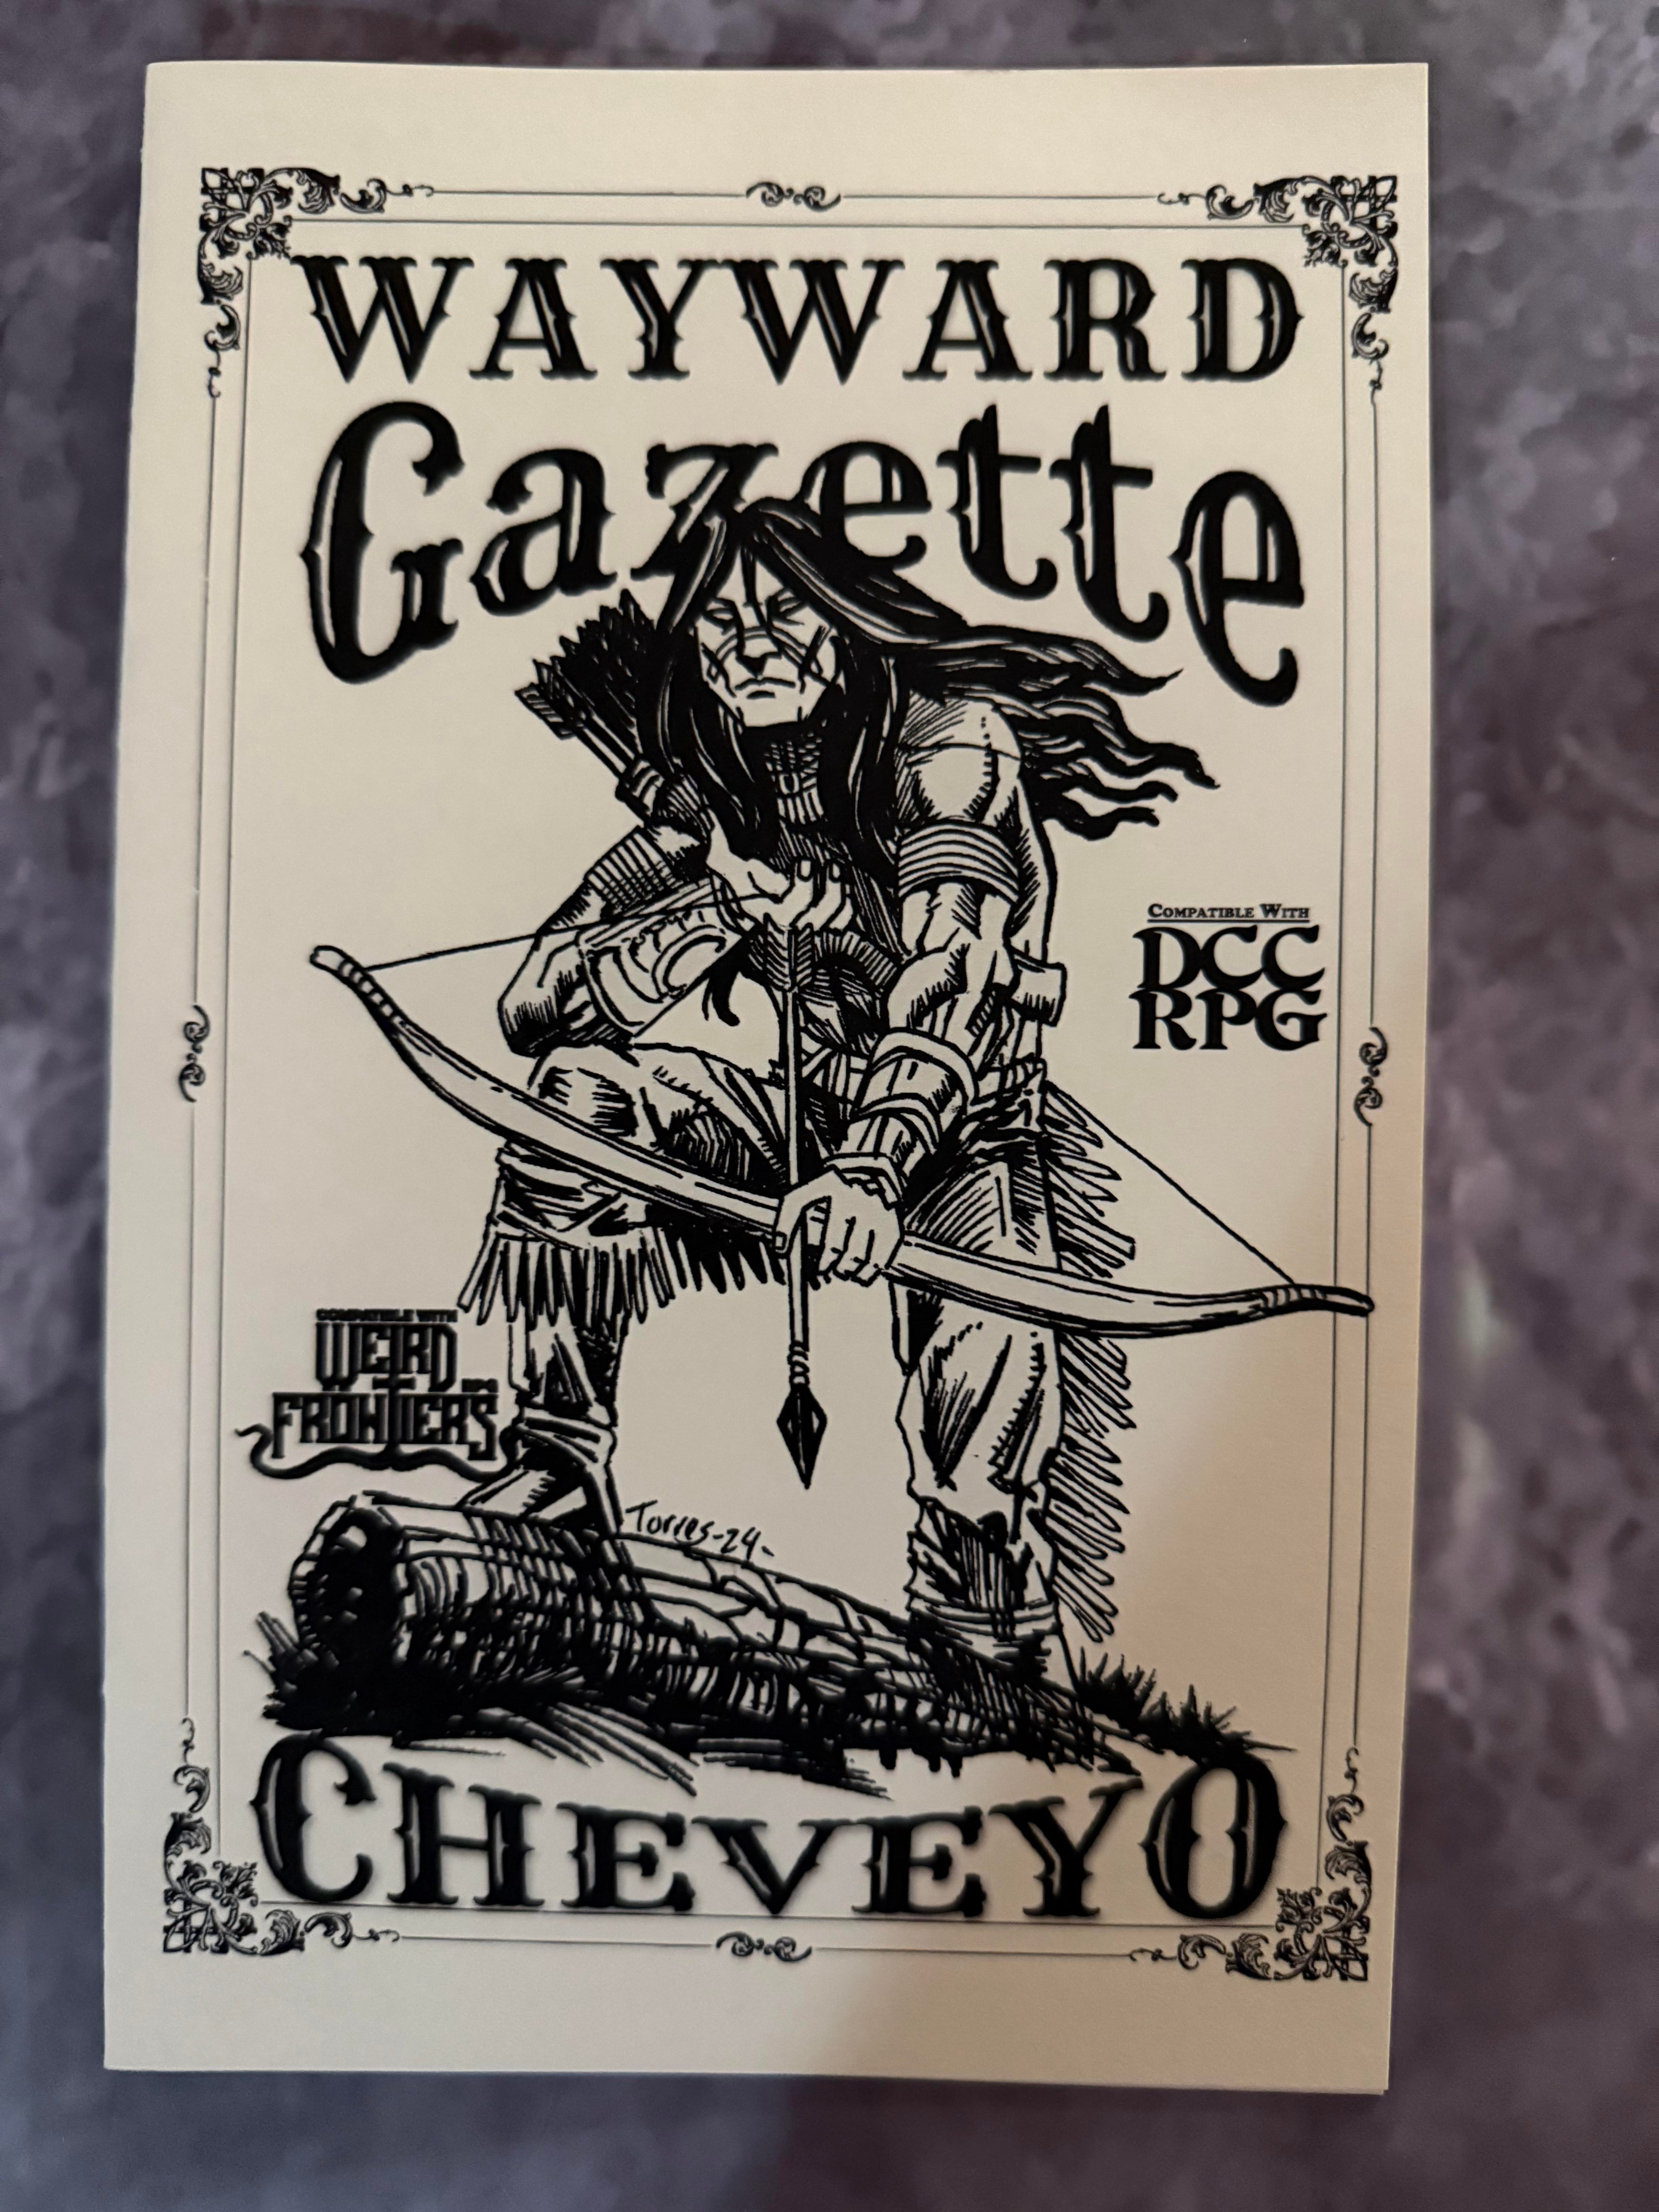 WAYWARD
Gazette
COMPATIBLE WITH
DCC
RPG
COMPATIBLE WITH
WEIRD
FRONTIERS
Torres-24-
CHEVEYO